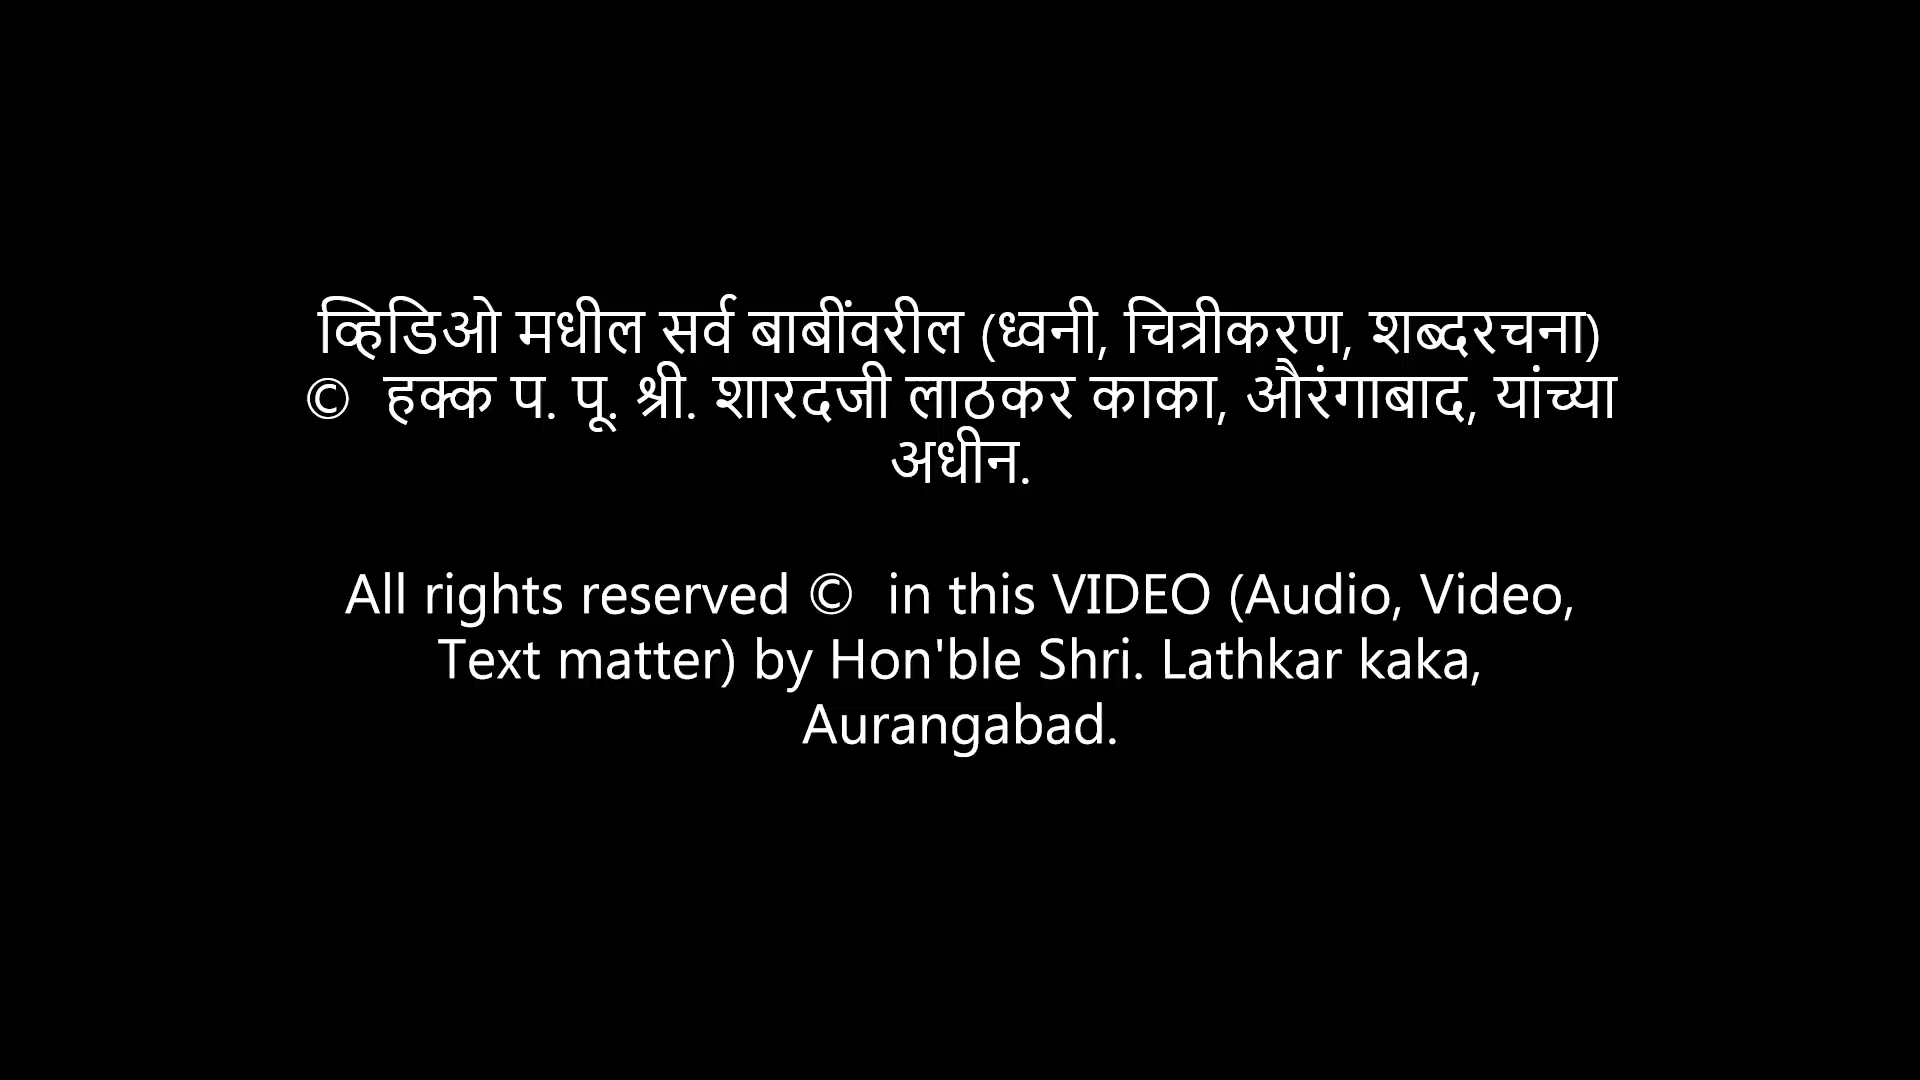 व्हिडिओ मधील सर्व बाबींवरील (ध्वनी, चित्रीकरण, शब्दरचना)
©  हक्क प. पू. श्री. शारदजी लाठकर काका, औरंगाबाद, यांच्या
अधीन.
All rights reserved ©  in this VIDEO (Audio, Video,
Text matter) by Hon'ble Shri. Lathkar kaka,
Aurangabad.